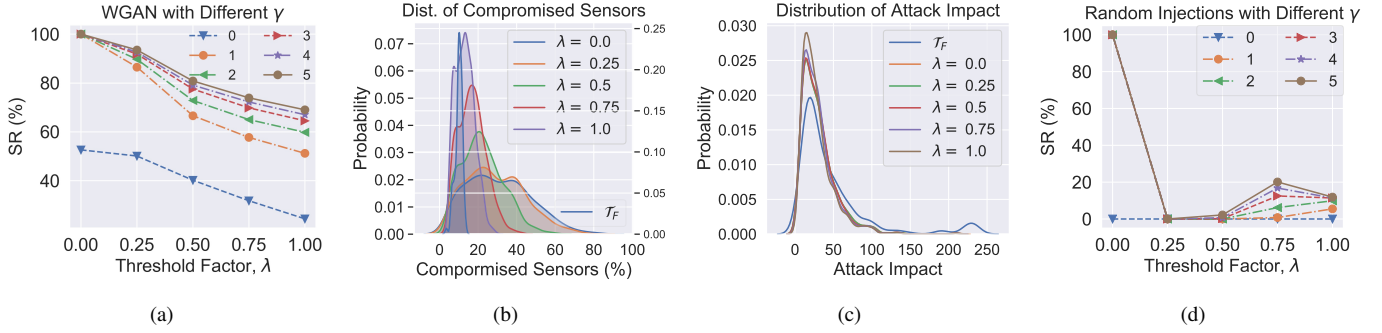 WGAN with Different γ
100
80
60
40
SR (%)
0 3
1 4
2 5
0.00 0.25 0.50 0.75 1.00
Threshold Factor, λ
(a)
Dist. of Compromised Sensors
0.07
0.06
0.05
0.04
0.03
0.02
0.01
0.00
Probability
λ = 0.0
λ = 0.25
λ = 0.5
λ = 0.75
λ = 1.0
𝒯F
0.25
0.20
0.15
0.10
0.05
0.00
0 20 40 60 80 100
Compormised Sensors (%)
(b)
Distribution of Attack Impact
0.030
0.025
0.020
0.015
0.010
0.005
0.000
Probability
𝒯F
λ = 0.0
λ = 0.25
λ = 0.5
λ = 0.75
λ = 1.0
0 50 100 150 200 250
Attack Impact
(c)
Random Injections with Different γ
100
80
60
40
20
0
SR (%)
0 3
1 4
2 5
0.00 0.25 0.50 0.75 1.00
Threshold Factor, λ
(d)